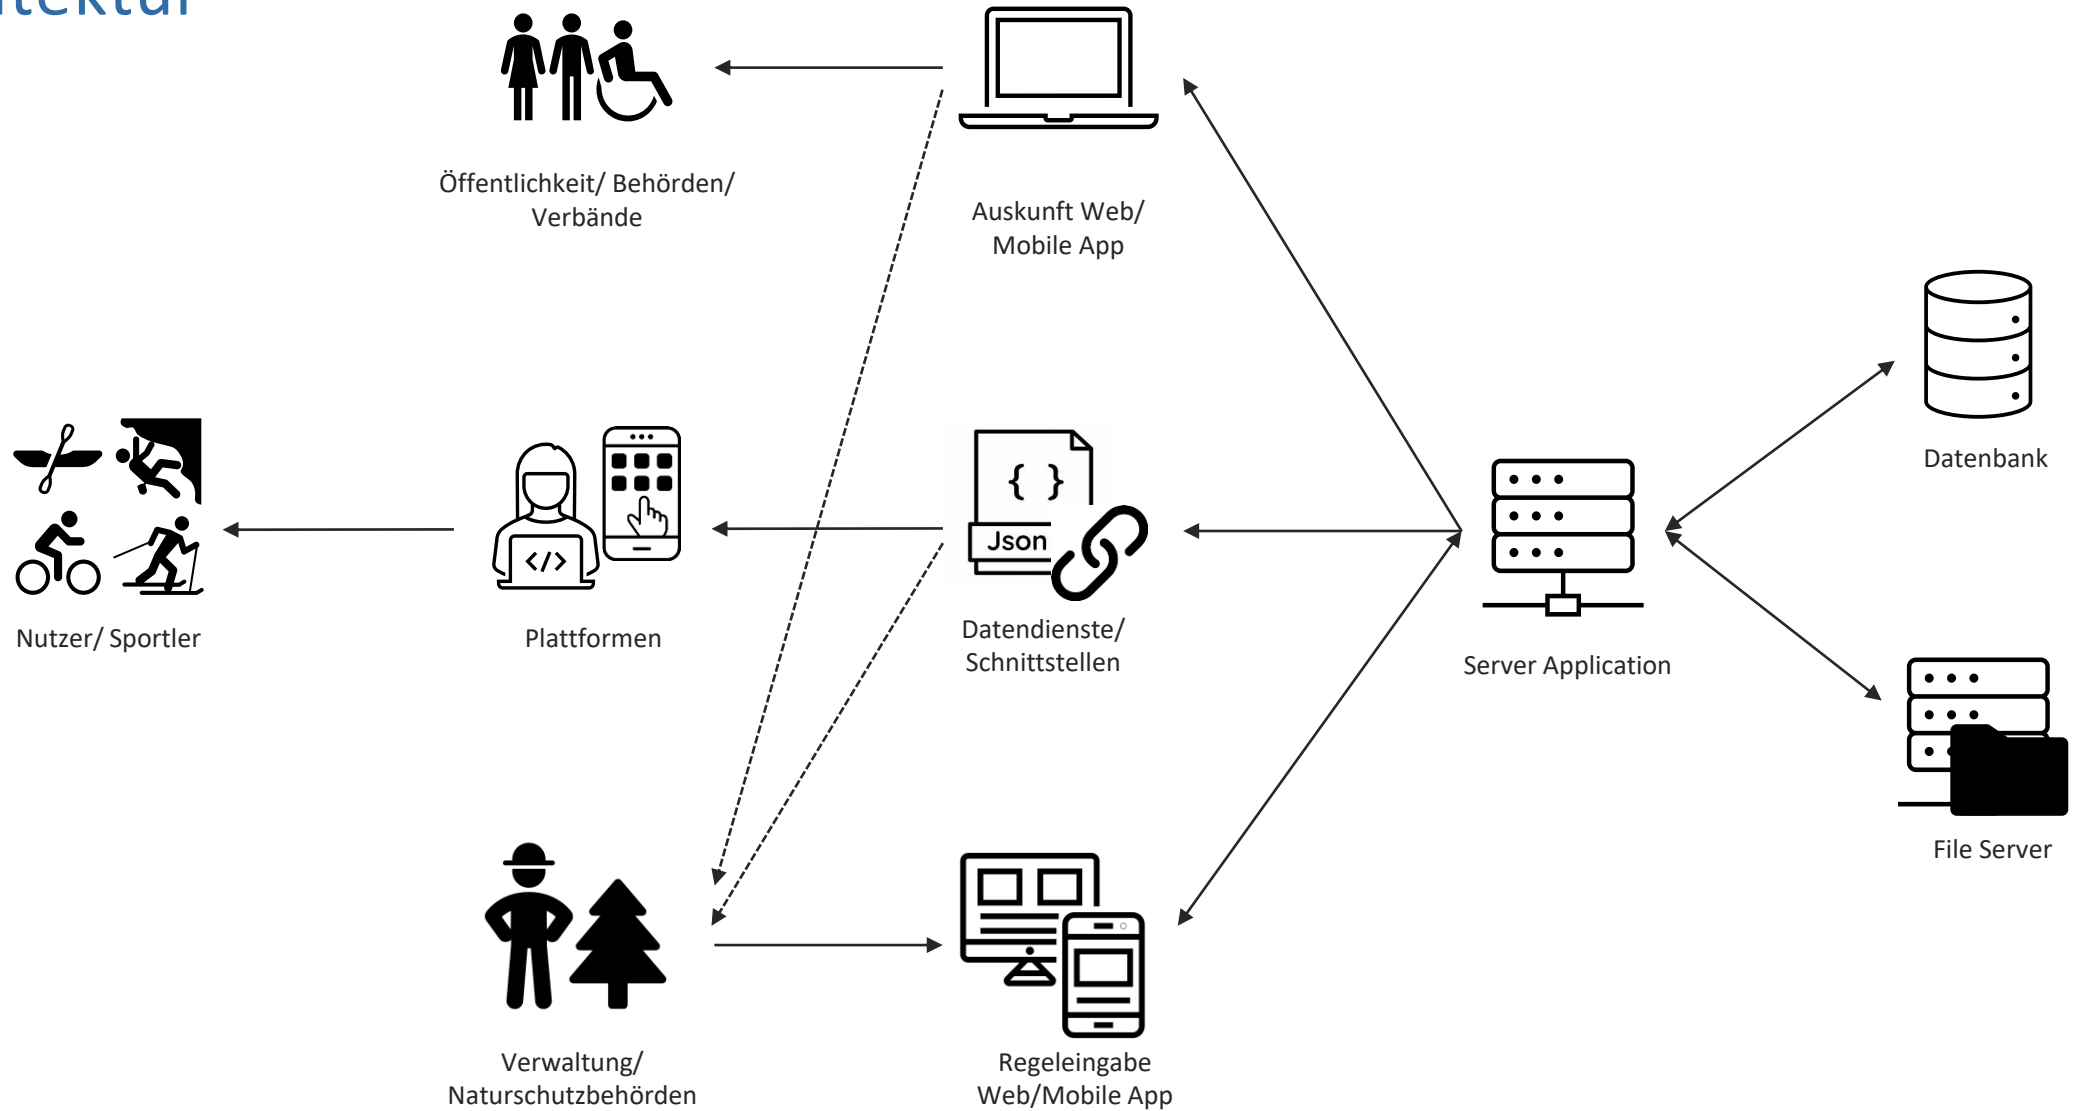 Öffentlichkeit/ Behörden/
Verbände
Auskunft Web/
Mobile App
Datenbank
{ }
Json
</>
Nutzer/ Sportler
Plattformen
Datendienste/
Schnittstellen
Server Application
File Server
Verwaltung/
Naturschutzbehörden
Regeleingabe
Web/Mobile App